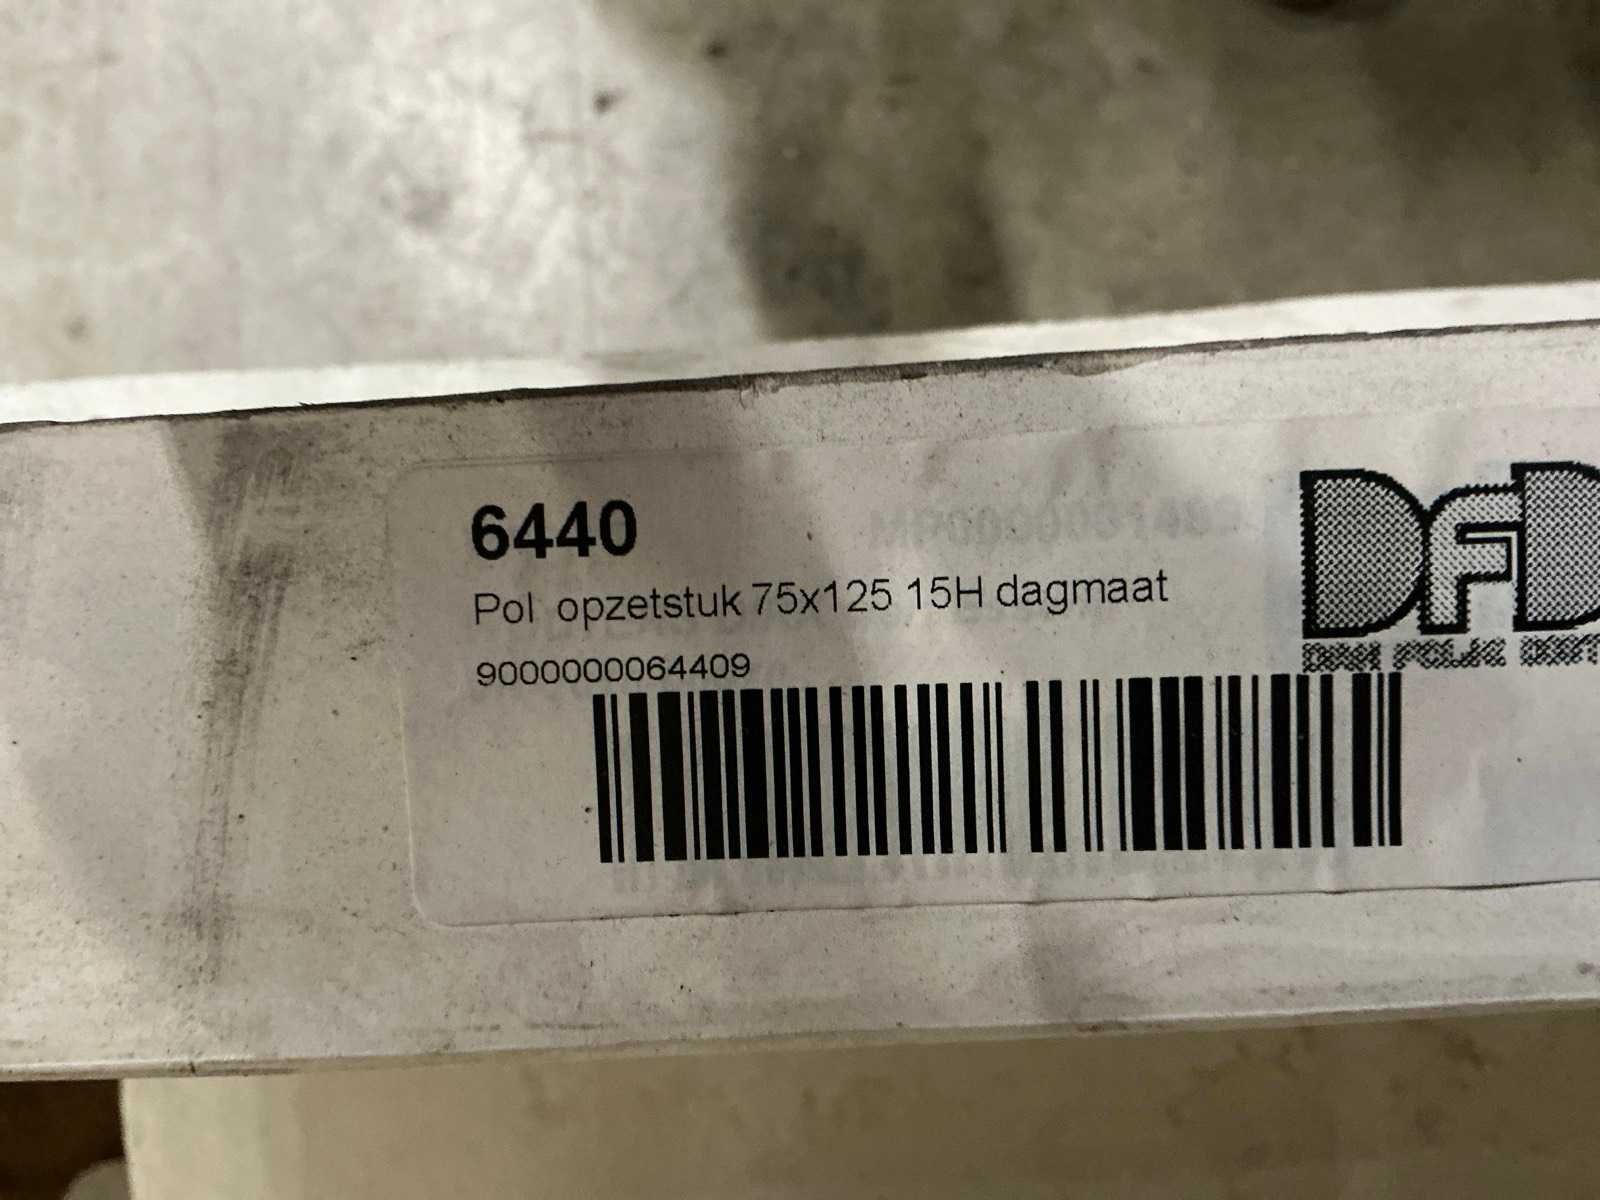 6440
Pol opzetstuk 75x125 15H dagmaat
9000000064409
DFD